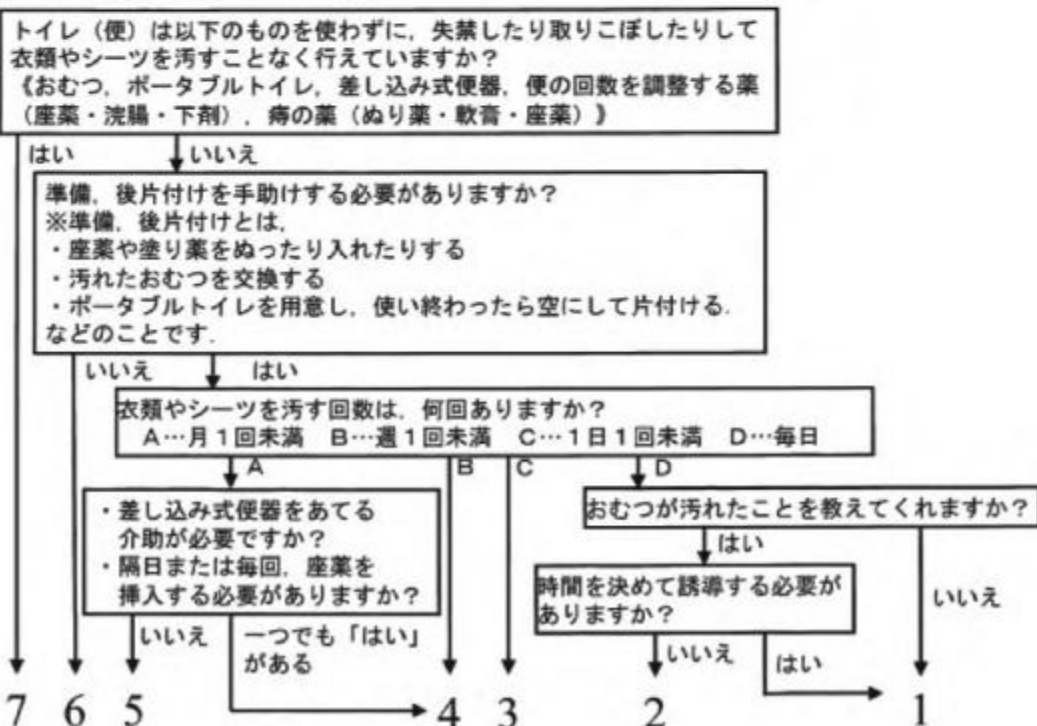 トイレ（便）は以下のものを使わずに，失禁したり取りこぼしたりして
衣類やシーツを汚すことなく行えていますか？
《おむつ，ポータブルトイレ，差し込み式便器，便の回数を調整する薬
（座薬・浣腸・下剤），痔の薬（ぬり薬・軟膏・座薬）》
はい いいえ
準備，後片付けを手助けする必要がありますか？
※準備，後片付けとは，
・座薬や塗り薬をぬったり入れたりする
・汚れたおむつを交換する
・ポータブルトイレを用意し，使い終わったら空にして片付ける．
などのことです．
いいえ はい
衣類やシーツを汚す回数は，何回ありますか？
A…月１回未満 B…週１回未満 C…１日１回未満 D…毎日
A B C D
・差し込み式便器をあてる
介助が必要ですか？
・隔日または毎回，座薬を
挿入する必要がありますか？
おむつが汚れたことを教えてくれますか？
はい
時間を決めて誘導する必要が
ありますか？
いいえ
いいえ 一つでも「はい」
がある
いいえ はい
7 6 5 4 3 2 1